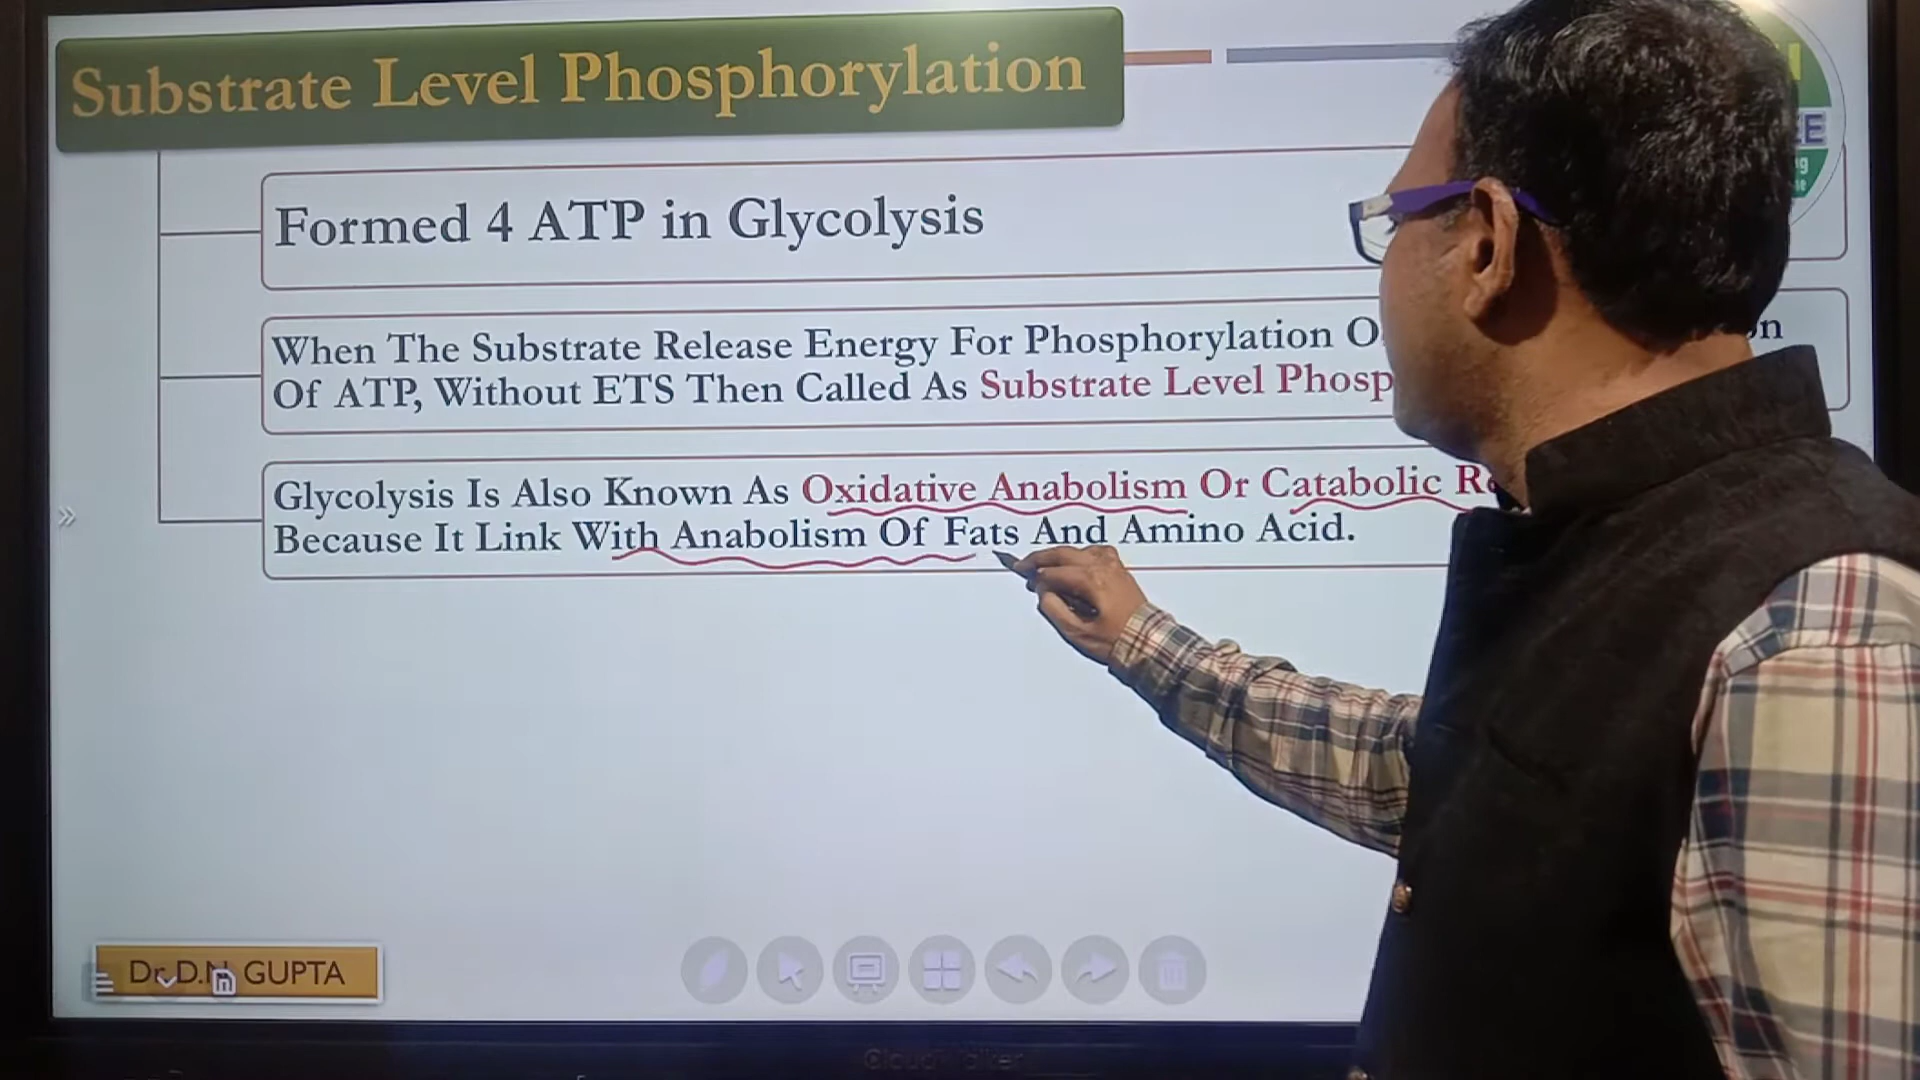 Substrate Level Phosphorylation
Formed 4 ATP in Glycolysis
When The Substrate Release Energy For Phosphorylation
Of ATP, Without ETS Then Called As Substrate Level
Glycolysis Is Also Known As Oxidative Anabolism Or Catabolic
Because It Link With Anabolism Of Fats And Amino Acid.
Dr. D.N. GUPTA